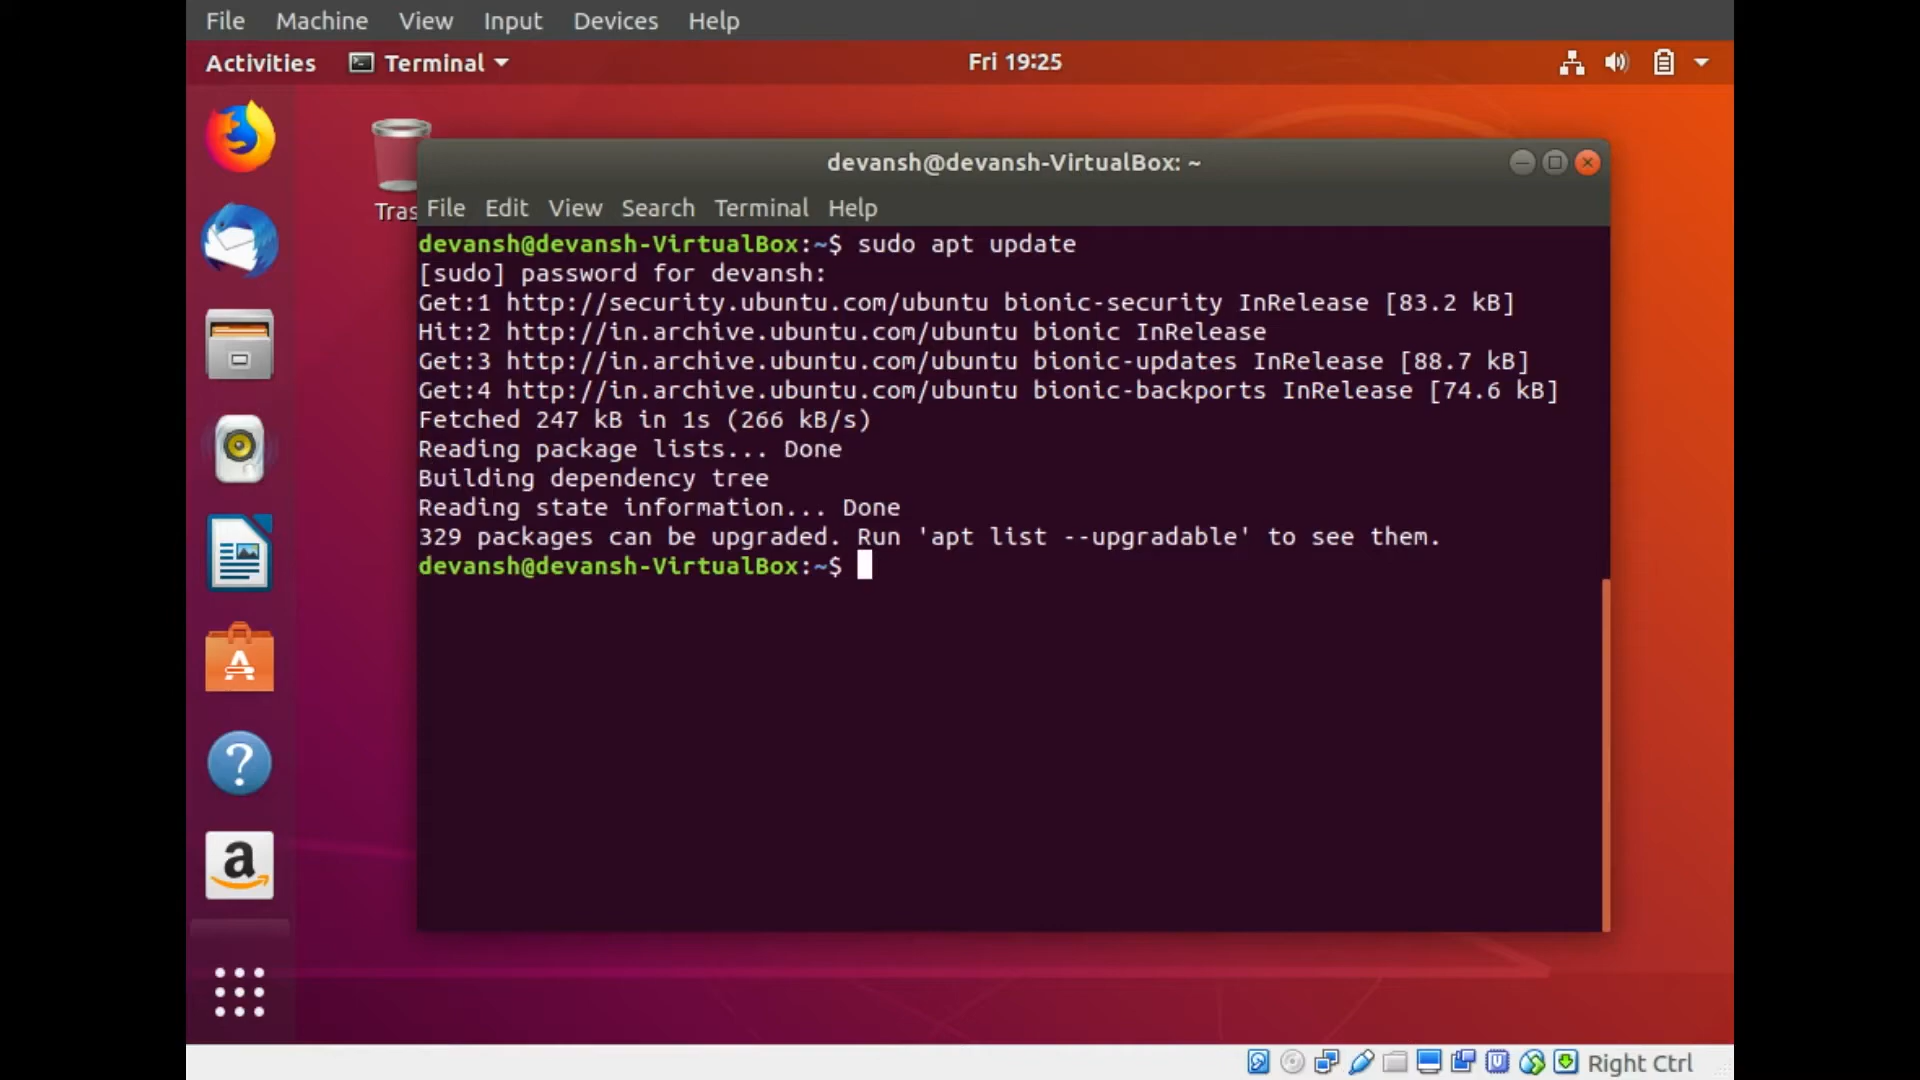 File Machine View Input Devices Help
Activities Terminal Fri 19:25
devansh@devansh-VirtualBox: ~
Tras
File Edit View Search Terminal Help
devansh@devansh-VirtualBox:~$ sudo apt update
[sudo] password for devansh:
Get:1 http://security.ubuntu.com/ubuntu bionic-security InRelease [83.2 kB]
Hit:2 http://in.archive.ubuntu.com/ubuntu bionic InRelease
Get:3 http://in.archive.ubuntu.com/ubuntu bionic-updates InRelease [88.7 kB]
Get:4 http://in.archive.ubuntu.com/ubuntu bionic-backports InRelease [74.6 kB]
Fetched 247 kB in 1s (266 kB/s)
Reading package lists... Done
Building dependency tree
Reading state information... Done
329 packages can be upgraded. Run 'apt list --upgradable' to see them.
devansh@devansh-VirtualBox:~$
Right Ctrl